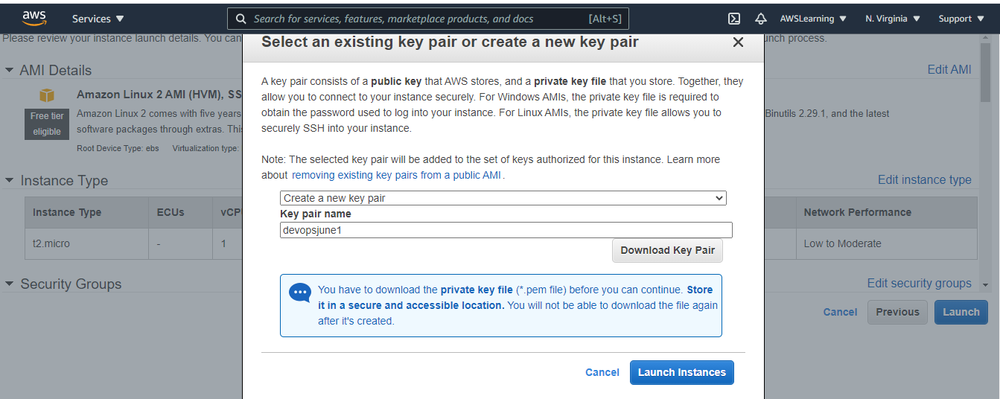 aws
Services
Search for services, features, marketplace products, and docs [Alt+S]
AWSLearning
N. Virginia
Support
Please review your instance launch details. You can
unch process.
Select an existing key pair or create a new key pair
AMI Details
Edit AMI
Amazon Linux 2 AMI (HVM), SS
Free tier
eligible
Amazon Linux 2 comes with five years
Binutils 2.29.1, and the latest
software packages through extras. This
Root Device Type: ebs Virtualization type:
A key pair consists of a public key that AWS stores, and a private key file that you store. Together, they
allow you to connect to your instance securely. For Windows AMIs, the private key file is required to
obtain the password used to log into your instance. For Linux AMIs, the private key file allows you to
securely SSH into your instance.
Note: The selected key pair will be added to the set of keys authorized for this instance. Learn more
about removing existing key pairs from a public AMI .
Instance Type
Edit instance type
Instance Type ECUs vCP
Network Performance
t2.micro - 1
Low to Moderate
Create a new key pair
Key pair name
devopsjune1
Download Key Pair
You have to download the private key file (*.pem file) before you can continue. Store
it in a secure and accessible location. You will not be able to download the file again
after it's created.
Security Groups
Edit security groups
Cancel Previous Launch
Cancel Launch Instances